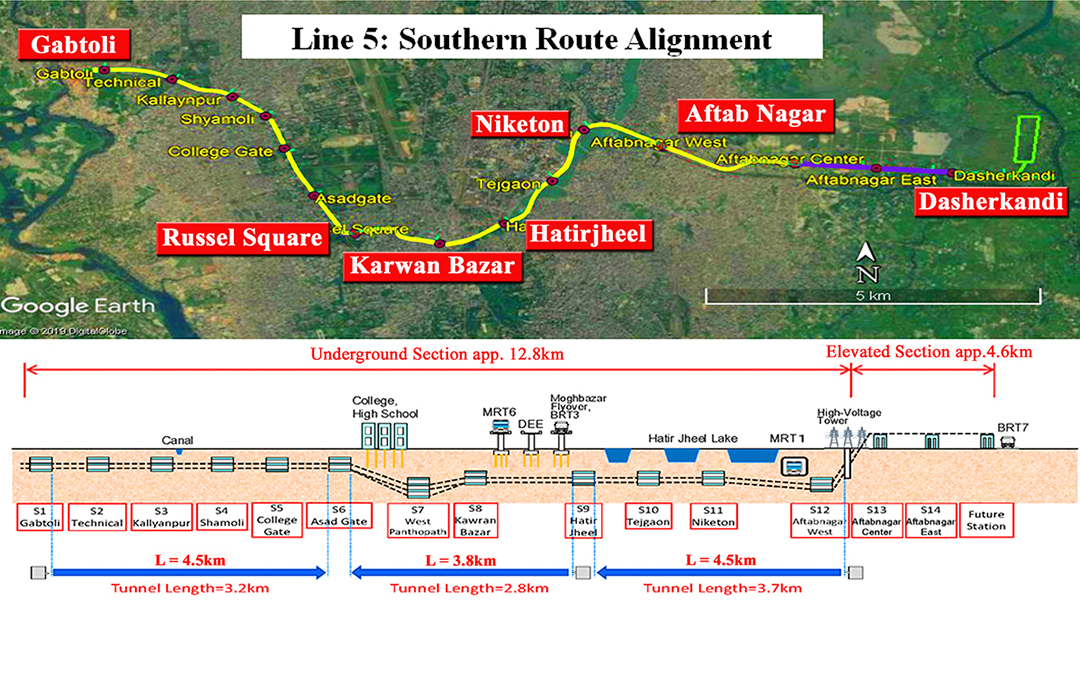 Line 5: Southern Route Alignment
Gabtoli
Gabtoli
Technical
Kallaynpur
Shyamoli
College Gate
Asadgate
el Square
Russel Square
Karwan Bazar
Ha
Hatirjheel
Tejgaon
Niketon
Aftab Nagar
Aftabnagar West
Aftabnagar Center
Aftabnagar East
Dasherkandi
Dasherkandi
N
5 km
Google Earth
mage © 2019 DigitalGlobe
Underground Section app. 12.8km
Elevated Section app.4.6km
College,
High School
Canal
MRT6
DEE
Moghbazar
Flyover,
BRT3
Hatir Jheel Lake
MRT1
High-Voltage
Tower
BRT7
S1
Gabtoli
S2
Technical
S3
Kallyanpur
S4
Shamoli
S5
College
Gate
S6
Asad Gate
S7
West
Panthopath
S8
Kawran
Bazar
S9
Hatir
Jheel
S10
Tejgaon
S11
Niketon
S12
Aftabnagar
West
S13
Aftabnagar
Center
S14
Aftabnagar
East
Future
Station
L = 4.5km
L = 3.8km
L = 4.5km
Tunnel Length=3.2km
Tunnel Length=2.8km
Tunnel Length=3.7km